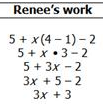 Renee's work
5 + x(4 − 1) − 2
5 + x • 3 − 2
5 + 3x − 2
3x + 5 − 2
3x + 3